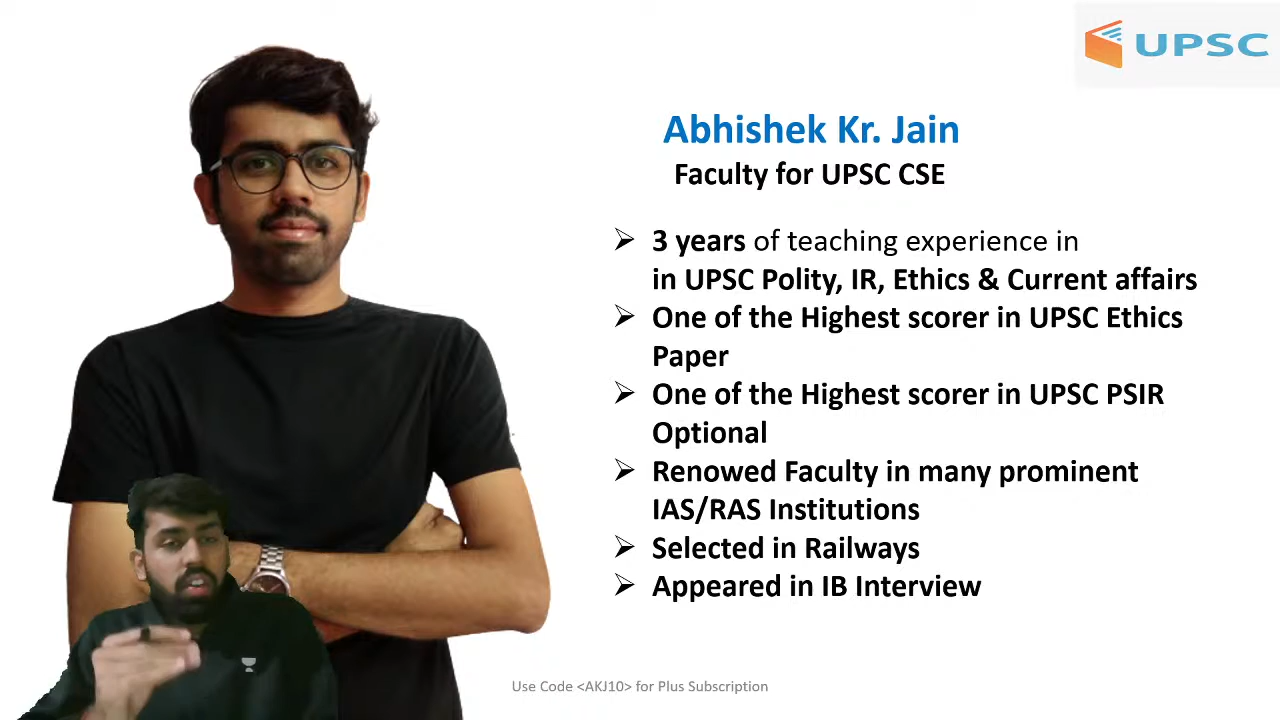 UPSC
Abhishek Kr. Jain
Faculty for UPSC CSE
➢ 3 years of teaching experience in
in UPSC Polity, IR, Ethics & Current affairs
➢ One of the Highest scorer in UPSC Ethics
Paper
➢ One of the Highest scorer in UPSC PSIR
Optional
➢ Renowed Faculty in many prominent
IAS/RAS Institutions
➢ Selected in Railways
➢ Appeared in IB Interview
Use Code <AKJ10> for Plus Subscription